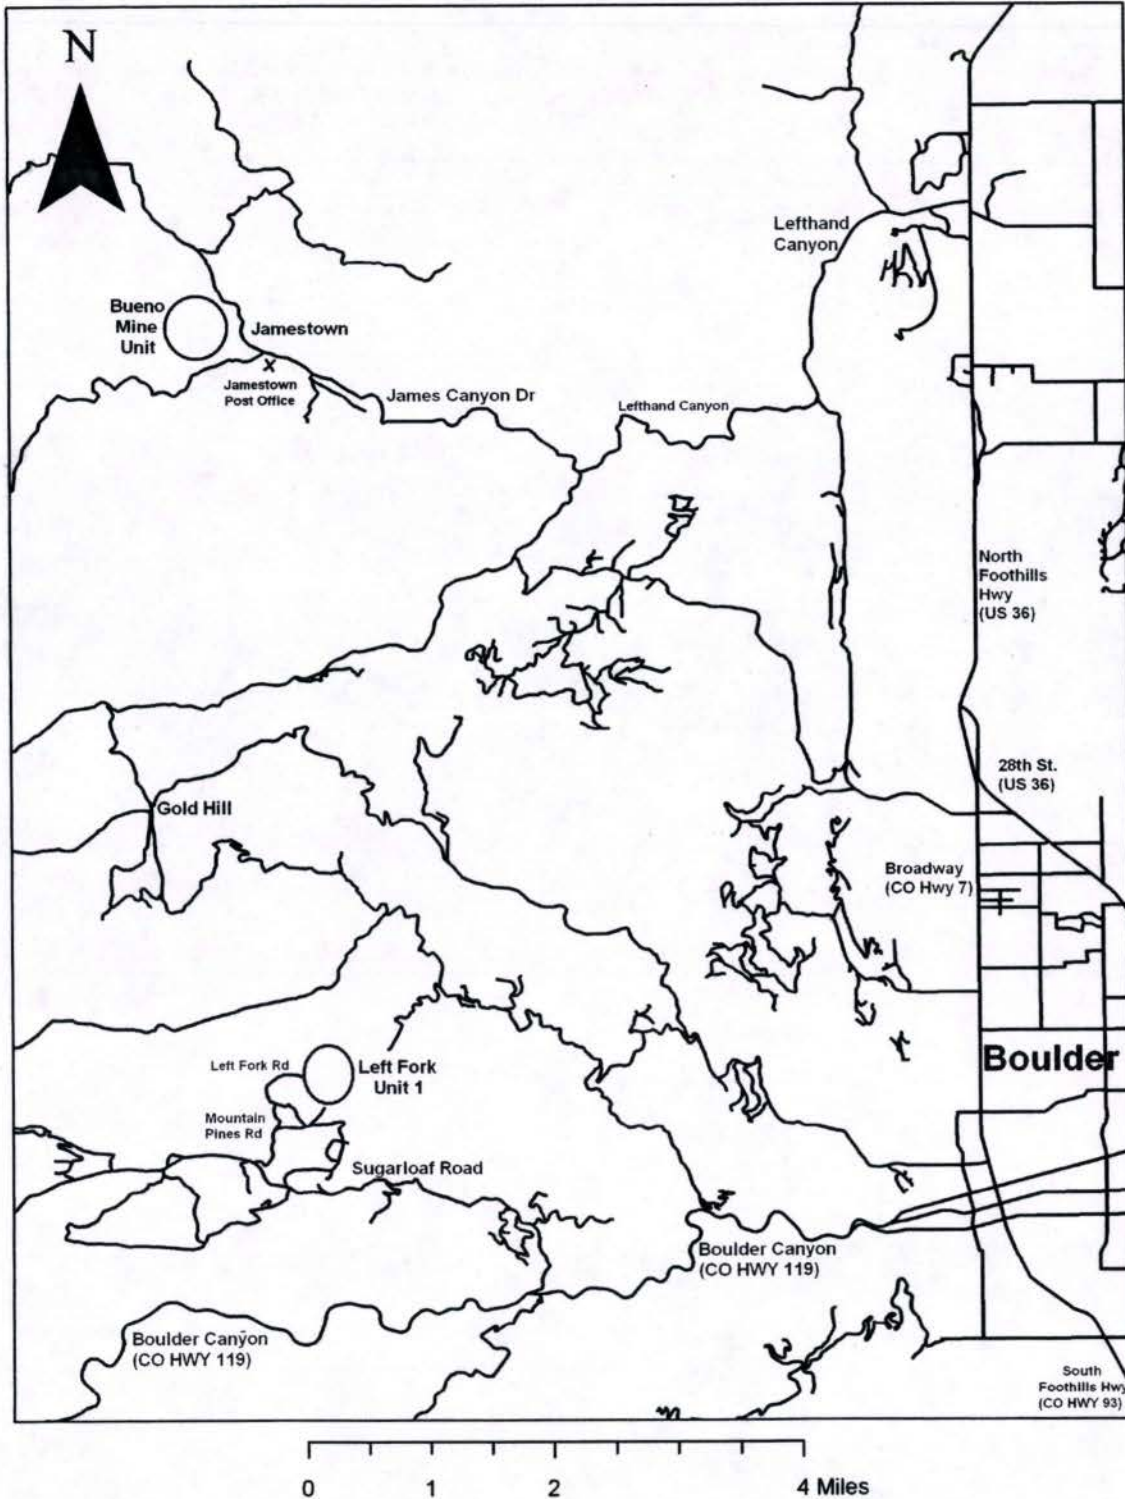 N
Lefthand
Canyon
Bueno
Mine
Unit
Jamestown
Jamestown
Post Office
James Canyon Dr
Lefthand Canyon
North
Foothills
Hwy
(US 36)
28th St.
(US 36)
Gold Hill
Broadway
(CO Hwy 7)
Left Fork Rd
Left Fork
Unit 1
Boulder
Mountain
Pines Rd
Sugarloaf Road
Boulder Canyon
(CO HWY 119)
Boulder Canyon
(CO HWY 119)
South
Foothills Hwy
(CO HWY 93)
0 1 2 4 Miles